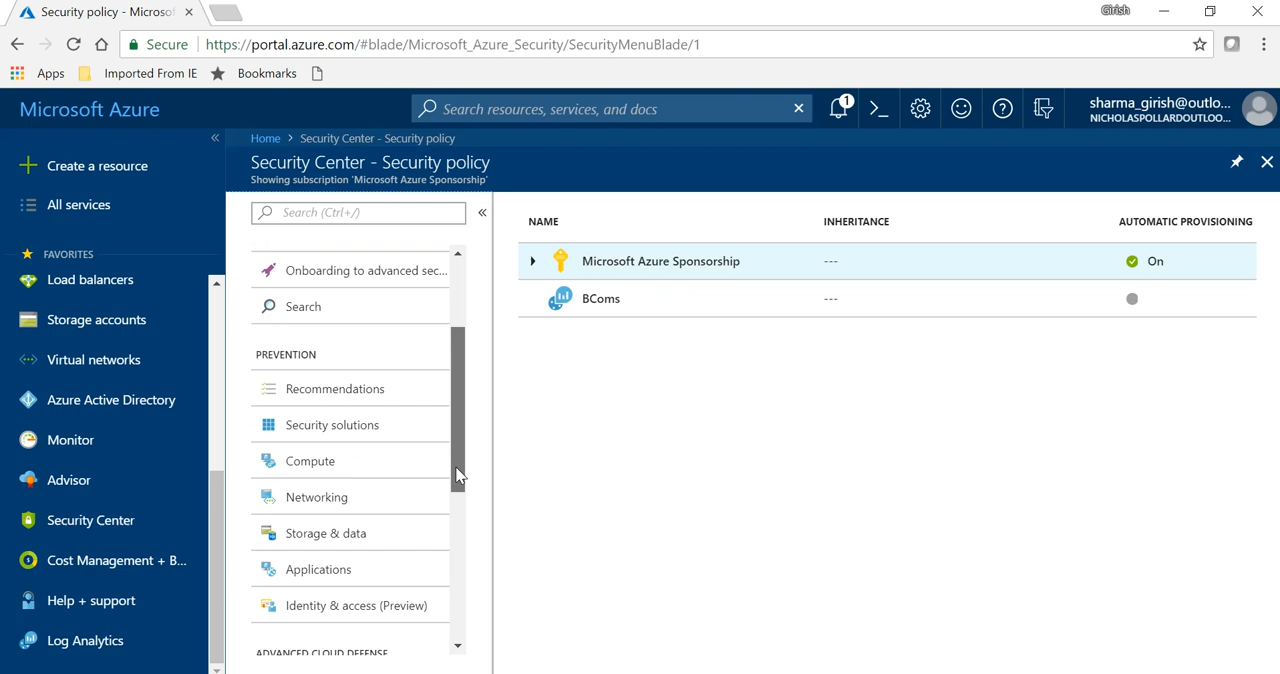 Security policy - Microsof
Girish
Secure
https://portal.azure.com/#blade/Microsoft_Azure_Security/SecurityMenuBlade/1
Apps
Imported From IE
Bookmarks
Microsoft Azure
Search resources, services, and docs
1
sharma_girish@outlo...
NICHOLASPOLLARDOUTLOO...
Create a resource
All services
FAVORITES
Load balancers
Storage accounts
Virtual networks
Azure Active Directory
Monitor
Advisor
Security Center
Cost Management + B...
Help + support
Log Analytics
Home > Security Center - Security policy
Security Center - Security policy
Showing subscription 'Microsoft Azure Sponsorship'
Search (Ctrl+/)
Onboarding to advanced sec...
Search
PREVENTION
Recommendations
Security solutions
Compute
Networking
Storage & data
Applications
Identity & access (Preview)
ADVANCED CLOUD DEFENSE
NAME INHERITANCE AUTOMATIC PROVISIONING
Microsoft Azure Sponsorship --- On
BComs ---